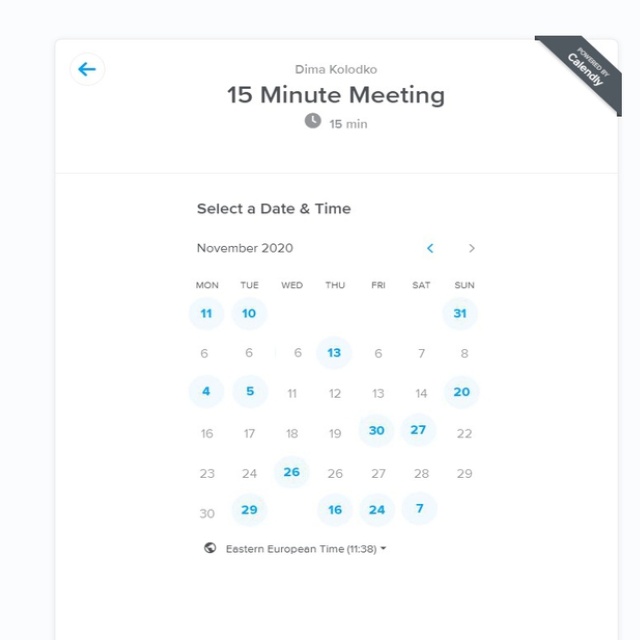 POWERED BY
Calendly
Dima Kolodko
15 Minute Meeting
15 min
Select a Date & Time
November 2020
MON TUE WED THU FRI SAT SUN
11 10 31
6 6 6 13 6 7 8
4 5 11 12 13 14 20
16 17 18 19 30 27 22
23 24 26 26 27 28 29
30 29 16 24 7
Eastern European Time (11:38)